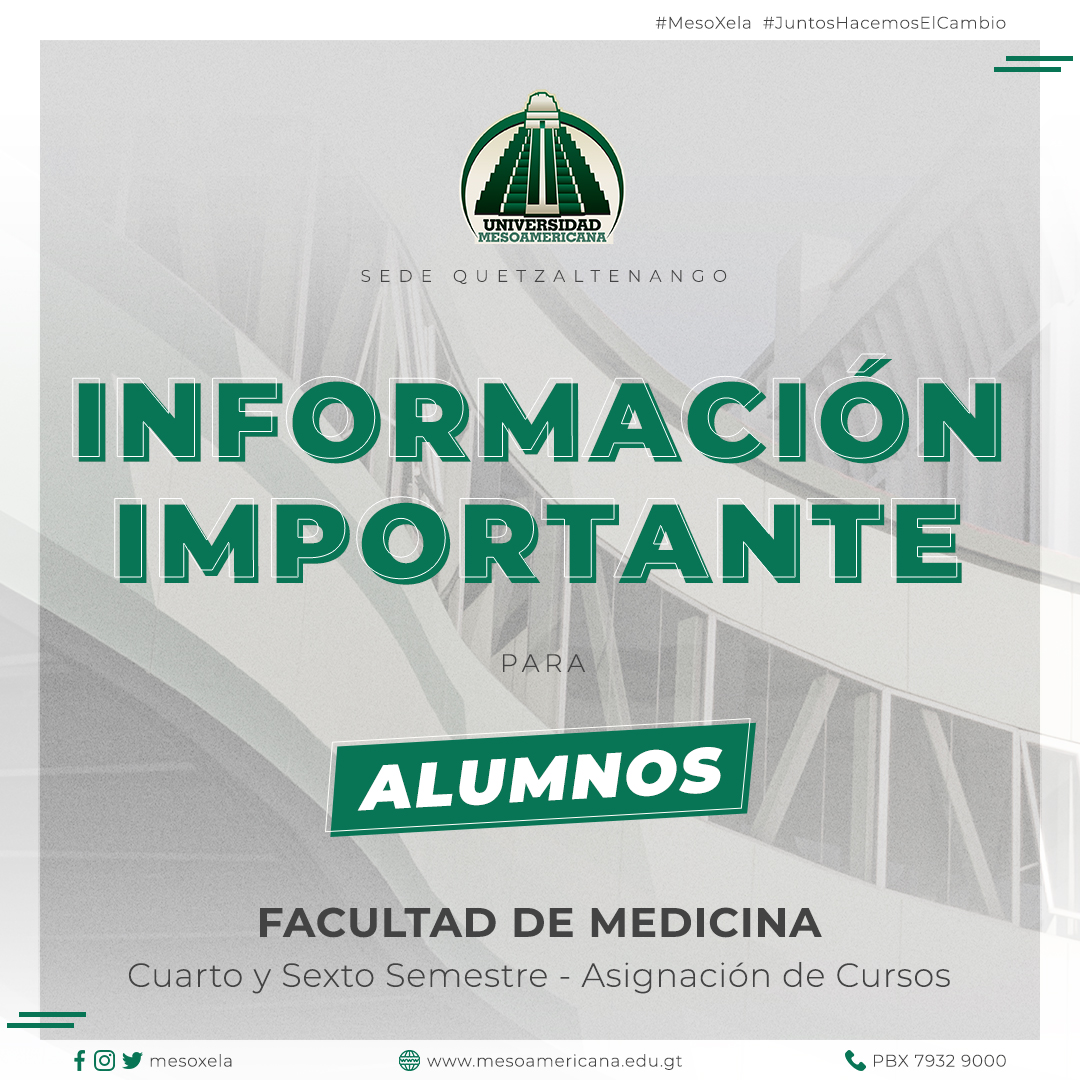 #MesoXela #JuntosHacemosElCambio
UNIVERSIDAD
MESOAMERICANA
SEDE QUETZALTENANGO
INFORMACIÓN
IMPORTANTE
PARA
ALUMNOS
FACULTAD DE MEDICINA
Cuarto y Sexto Semestre - Asignación de Cursos
mesoxela www.mesoamericana.edu.gt PBX 7932 9000